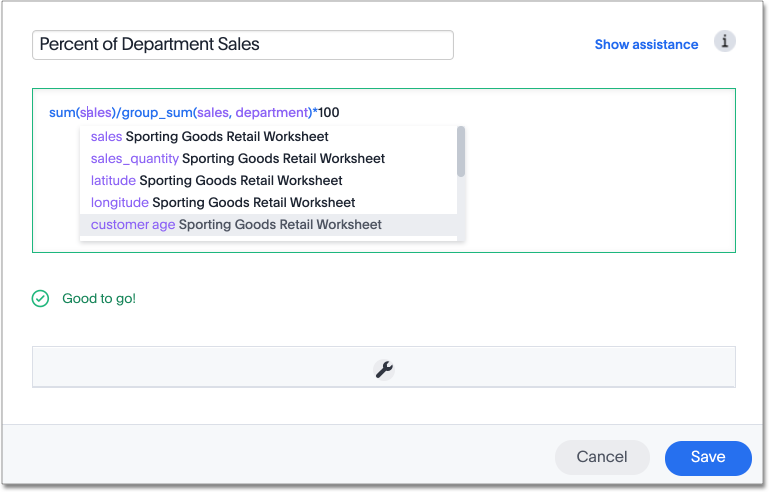 Percent of Department Sales
Show assistance i
sum(sales)/group_sum(sales, department)*100
sales Sporting Goods Retail Worksheet
sales_quantity Sporting Goods Retail Worksheet
latitude Sporting Goods Retail Worksheet
longitude Sporting Goods Retail Worksheet
customer age Sporting Goods Retail Worksheet
Good to go!
Cancel Save